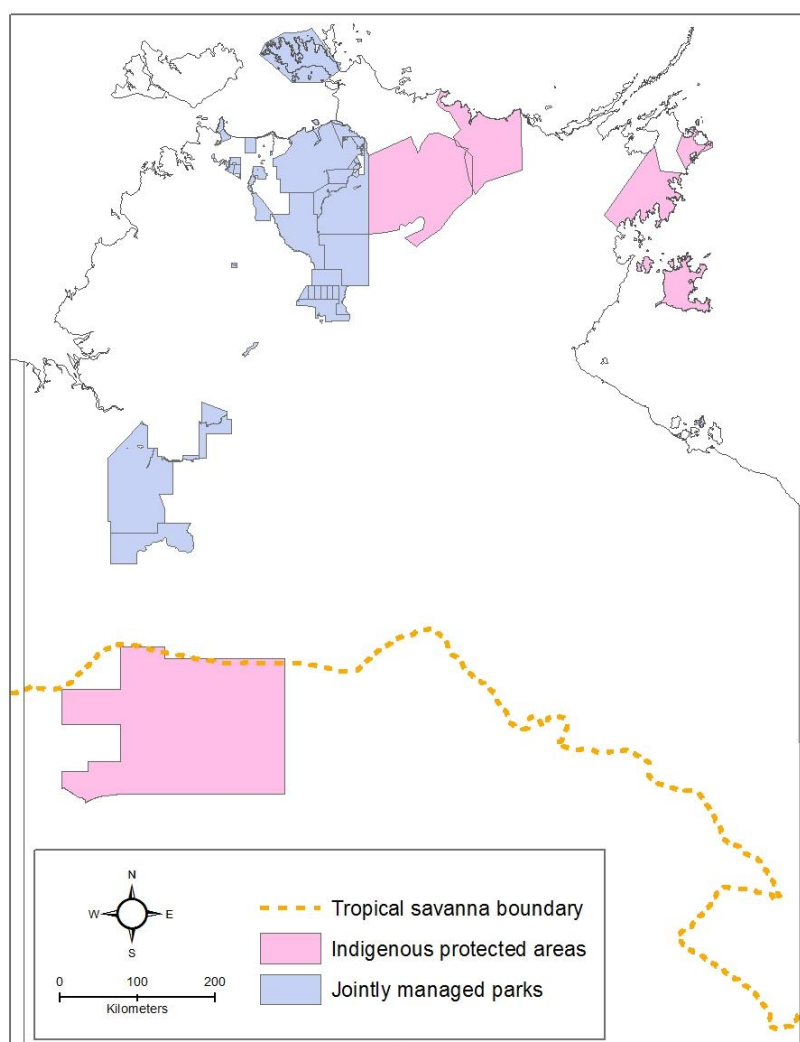 N
W E
S
0 100 200
Kilometers
Tropical savanna boundary
Indigenous protected areas
Jointly managed parks